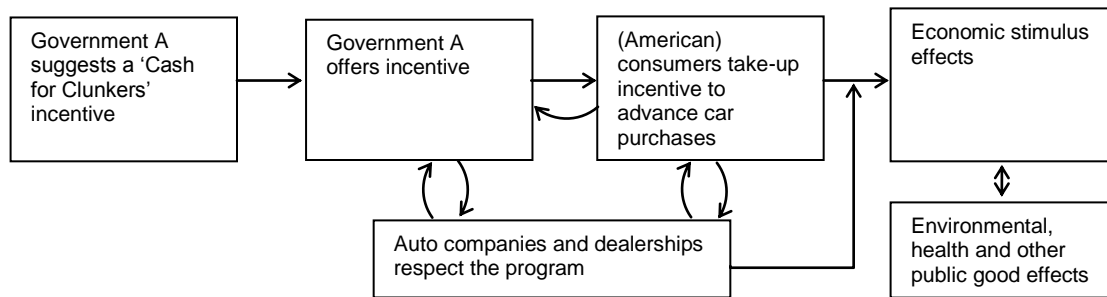 Government A
suggests a ‘Cash
for Clunkers’
incentive
Government A
offers incentive
(American)
consumers take-up
incentive to
advance car
purchases
Economic stimulus
effects
Auto companies and dealerships
respect the program
Environmental,
health and other
public good effects